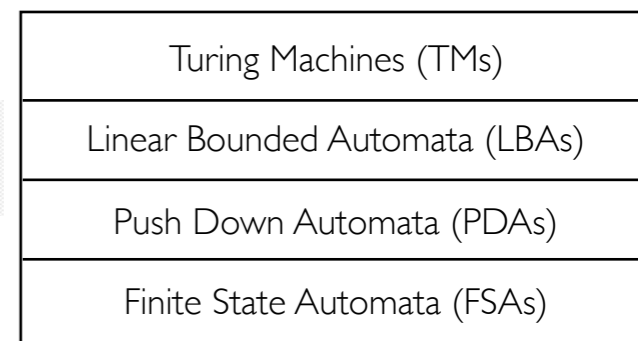 Turing Machines (TMs)
Linear Bounded Automata (LBAs)
Push Down Automata (PDAs)
Finite State Automata (FSAs)